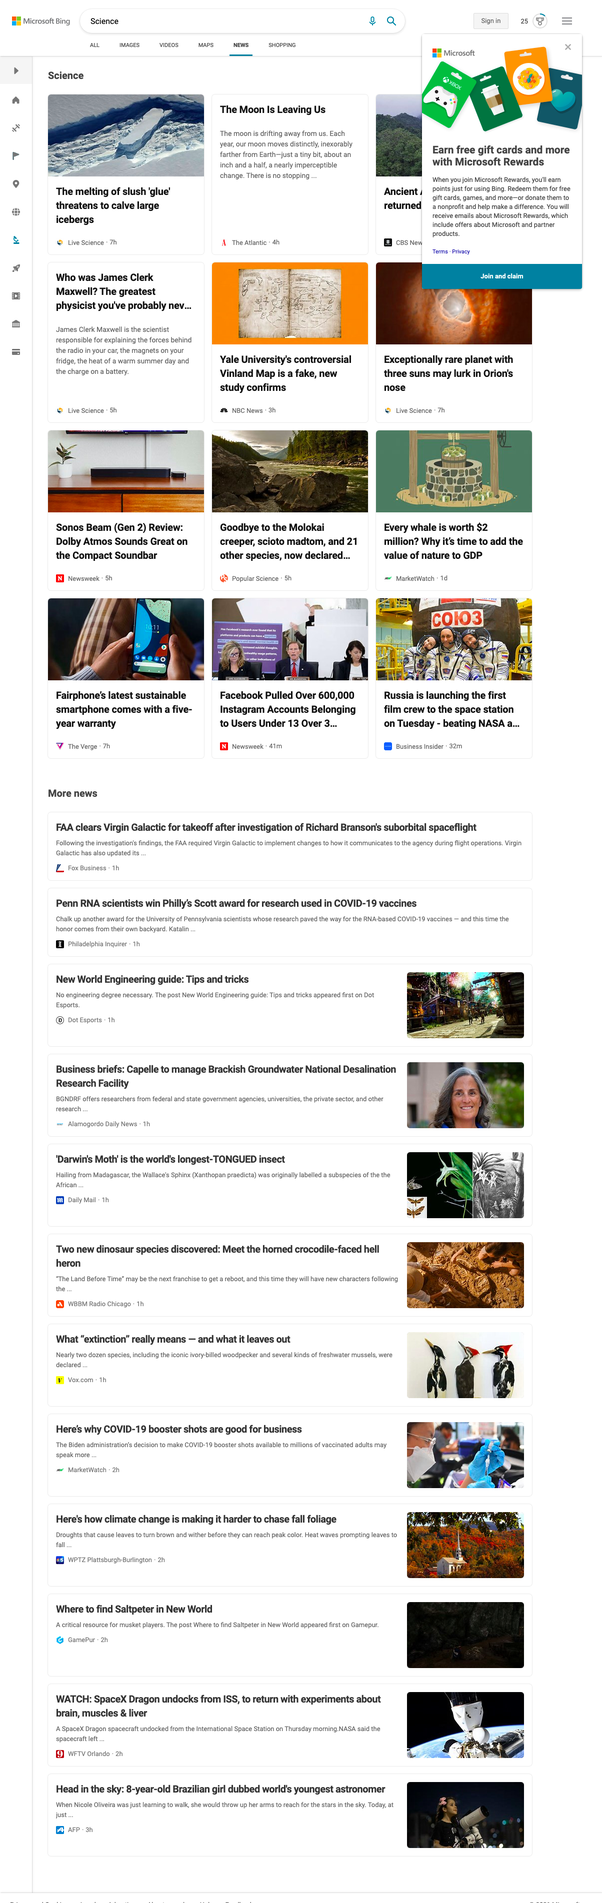 Microsoft Bing
Science
Sign in
25
ALL IMAGES VIDEOS MAPS NEWS SHOPPING
Microsoft
XBOX
Earn free gift cards and more
with Microsoft Rewards
When you join Microsoft Rewards, you'll earn
points just for using Bing. Redeem them for free
gift cards, games, and more—or donate them to
a nonprofit and help make a difference. You will
receive emails about Microsoft Rewards, which
include offers about Microsoft and partner
products.
Terms · Privacy
Join and claim
Science
The melting of slush 'glue'
threatens to calve large
icebergs
Live Science · 7h
The Moon Is Leaving Us
The moon is drifting away from us. Each
year, our moon moves distinctly, inexorably
farther from Earth—just a tiny bit, about an
inch and a half, a nearly imperceptible
change. There is no stopping ...
The Atlantic · 4h
Ancient
returned
CBS New
Who was James Clerk
Maxwell? The greatest
physicist you've probably nev...
James Clerk Maxwell is the scientist
responsible for explaining the forces behind
the radio in your car, the magnets on your
fridge, the heat of a warm summer day and
the charge on a battery.
Live Science · 5h
Yale University's controversial
Vinland Map is a fake, new
study confirms
NBC News · 3h
Exceptionally rare planet with
three suns may lurk in Orion's
nose
Live Science · 7h
Sonos Beam (Gen 2) Review:
Dolby Atmos Sounds Great on
the Compact Soundbar
Newsweek · 5h
Goodbye to the Molokai
creeper, scioto madtom, and 21
other species, now declared...
Popular Science · 5h
Every whale is worth $2
million? Why it's time to add the
value of nature to GDP
MarketWatch · 1d
Fairphone's latest sustainable
smartphone comes with a five-
year warranty
The Verge · 7h
Facebook Pulled Over 600,000
Instagram Accounts Belonging
to Users Under 13 Over 3...
Newsweek · 41m
СОЮЗ
Russia is launching the first
film crew to the space station
on Tuesday - beating NASA a...
Business Insider · 32m
More news
FAA clears Virgin Galactic for takeoff after investigation of Richard Branson's suborbital spaceflight
Following the investigation's findings, the FAA required Virgin Galactic to implement changes to how it communicates to the agency during flight operations. Virgin
Galactic has also updated its ...
Fox Business · 1h
Penn RNA scientists win Philly's Scott award for research used in COVID-19 vaccines
Chalk up another award for the University of Pennsylvania scientists whose research paved the way for the RNA-based COVID-19 vaccines — and this time the
honor comes from their own backyard. Katalin ...
Philadelphia Inquirer · 1h
New World Engineering guide: Tips and tricks
No engineering degree necessary. The post New World Engineering guide: Tips and tricks appeared first on Dot
Esports.
Dot Esports · 1h
Business briefs: Capelle to manage Brackish Groundwater National Desalination
Research Facility
BGNDRF offers researchers from federal and state government agencies, universities, the private sector, and other
research ...
Alamogordo Daily News · 1h
'Darwin's Moth' is the world's longest-TONGUED insect
Hailing from Madagascar, the Wallace's Sphinx (Xanthopan praedicta) was originally labelled a subspecies of the the
African ...
Daily Mail · 1h
Two new dinosaur species discovered: Meet the horned crocodile-faced hell
heron
"The Land Before Time" may be the next franchise to get a reboot, and this time they will have new characters following
the ...
WBBM Radio Chicago · 1h
What “extinction” really means — and what it leaves out
Nearly two dozen species, including the iconic ivory-billed woodpecker and several kinds of freshwater mussels, were
declared ...
Vox.com · 1h
Here's why COVID-19 booster shots are good for business
The Biden administration's decision to make COVID-19 booster shots available to millions of vaccinated adults may
speak more ...
MarketWatch · 2h
Here's how climate change is making it harder to chase fall foliage
Droughts that cause leaves to turn brown and wither before they can reach peak color. Heat waves prompting leaves to
fall ...
WPTZ Plattsburgh-Burlington · 2h
Where to find Saltpeter in New World
A critical resource for musket players. The post Where to find Saltpeter in New World appeared first on Gamepur.
GamePur · 2h
WATCH: SpaceX Dragon undocks from ISS, to return with experiments about
brain, muscles & liver
A SpaceX Dragon spacecraft undocked from the International Space Station on Thursday morning.NASA said the
spacecraft left ...
WFTV Orlando · 2h
Head in the sky: 8-year-old Brazilian girl dubbed world's youngest astronomer
When Nicole Oliveira was just learning to walk, she would throw up her arms to reach for the stars in the sky. Today, at
just ...
AFP · 3h